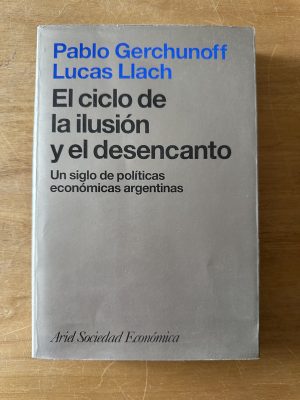 Pablo Gerchunoff
Lucas Llach
El ciclo de
la ilusión
y el desencanto
Un siglo de políticas
económicas argentinas
Ariel Sociedad Económica